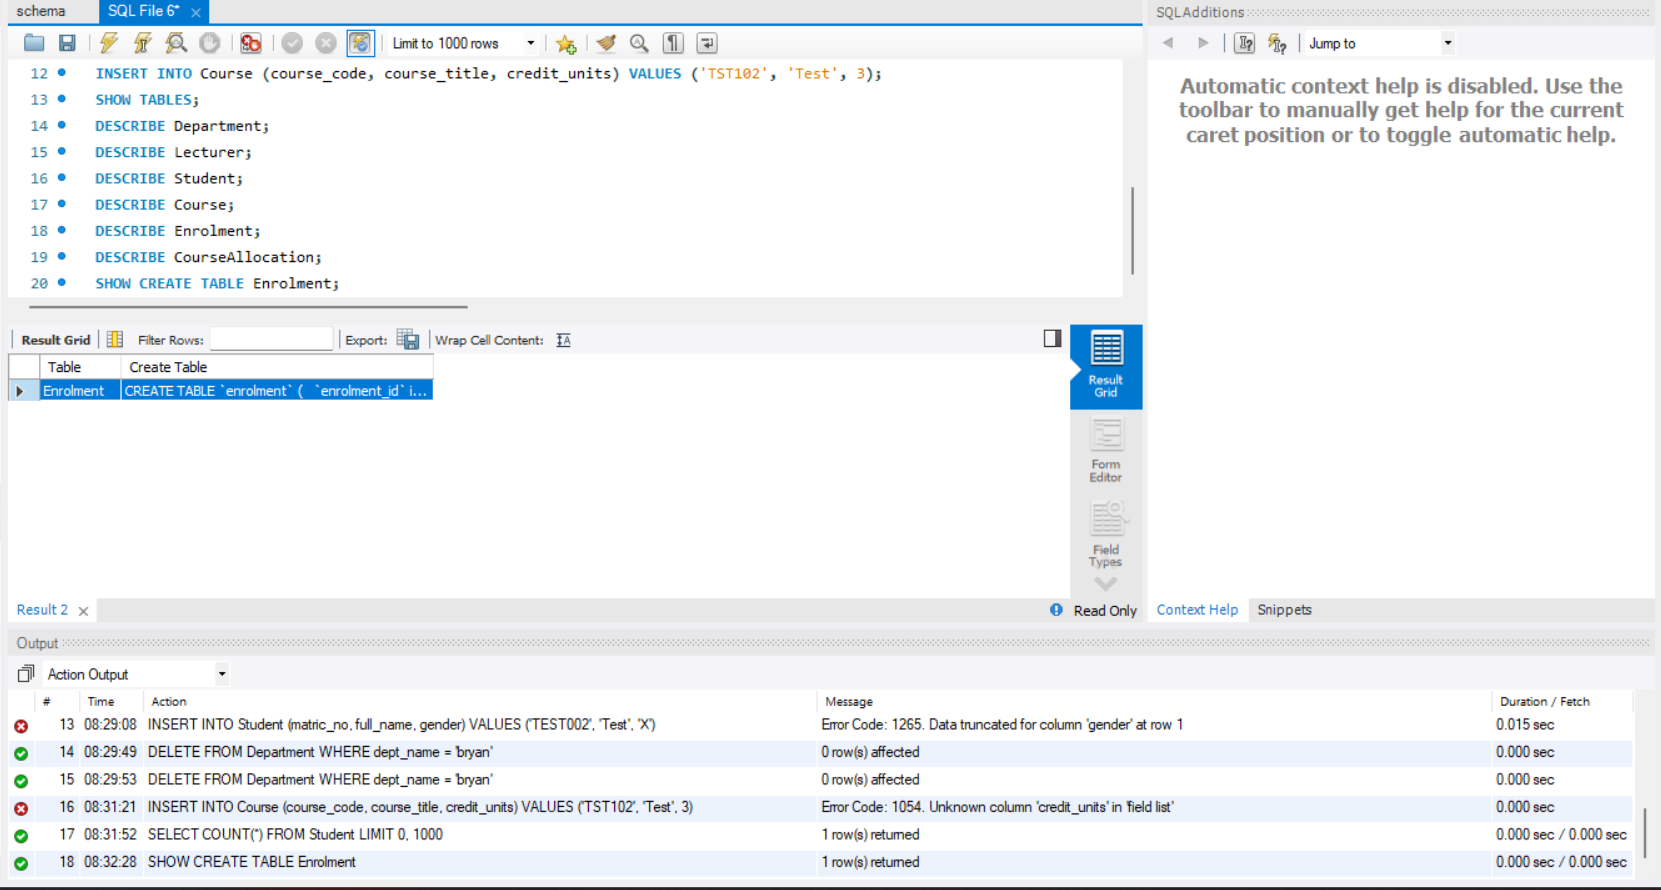 schema
SQL File 6*
SQLAdditions
Limit to 1000 rows
Jump to
12 INSERT INTO Course (course_code, course_title, credit_units) VALUES ('TST102', 'Test', 3);
13 SHOW TABLES;
14 DESCRIBE Department;
15 DESCRIBE Lecturer;
16 DESCRIBE Student;
17 DESCRIBE Course;
18 DESCRIBE Enrolment;
19 DESCRIBE CourseAllocation;
20 SHOW CREATE TABLE Enrolment;
Automatic context help is disabled. Use the
toolbar to manually get help for the current
caret position or to toggle automatic help.
Result Grid Filter Rows: Export: Wrap Cell Content: IA
Table Create Table
Enrolment CREATE TABLE `enrolment` ( `enrolment_id` i...
Result
Grid
Form
Editor
Field
Types
Result 2
Read Only
Context Help Snippets
Output
Action Output
# Time Action Message Duration / Fetch
13 08:29:08 INSERT INTO Student (matric_no, full_name, gender) VALUES ('TEST002', 'Test', 'X') Error Code: 1265. Data truncated for column 'gender' at row 1 0.015 sec
14 08:29:49 DELETE FROM Department WHERE dept_name = 'bryan' 0 row(s) affected 0.000 sec
15 08:29:53 DELETE FROM Department WHERE dept_name = 'bryan' 0 row(s) affected 0.000 sec
16 08:31:21 INSERT INTO Course (course_code, course_title, credit_units) VALUES ('TST102', 'Test', 3) Error Code: 1054. Unknown column 'credit_units' in 'field list' 0.000 sec
17 08:31:52 SELECT COUNT(*) FROM Student LIMIT 0, 1000 1 row(s) returned 0.000 sec / 0.000 sec
18 08:32:28 SHOW CREATE TABLE Enrolment 1 row(s) returned 0.000 sec / 0.000 sec